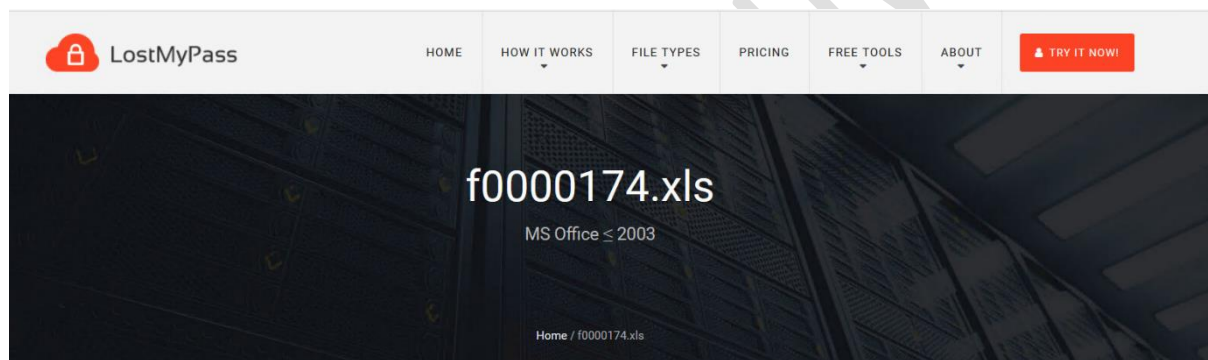 LostMyPass HOME HOW IT WORKS FILE TYPES PRICING FREE TOOLS ABOUT TRY IT NOW!
f0000174.xls
MS Office ≤ 2003
Home / f0000174.xls